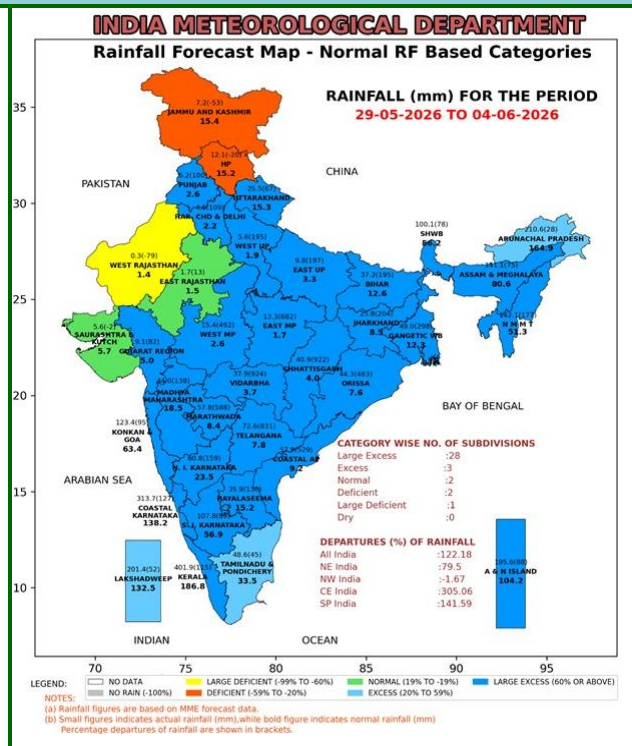 INDIA METEOROLOGICAL DEPARTMENT
Rainfall Forecast Map - Normal RF Based Categories
RAINFALL (mm) FOR THE PERIOD
29-05-2026 TO 04-06-2026
35
30
25
20
15
10
7.2(-53)
JAMMU AND KASHMIR
15.4
HP
15.2
CHINA
PAKISTAN
PUNJAB
2.6
25.5(67)
UTTARAKHAND
15.3
HAR. CHD & DELHI
2.2
5.6(195)
WEST UP
1.9
0.3(-79)
WEST RAJASTHAN
1.4
1.7(13)
EAST RAJASTHAN
1.5
9.8(197)
EAST UP
3.3
100.1(78)
SHWB
56.2
210.6(28)
ARUNACHAL PRADESH
164.9
ASSAM & MEGHALAYA
80.6
N M M T
51.3
37.2(195)
BIHAR
12.6
5.6(-2)
SAURASHTRA &
KUTCH
5.7
GUJARAT REGION
5.0
15.4(492)
WEST MP
2.6
13.3(682)
EAST MP
1.7
JHARKHAND
8.5
GANGETIC WB
12.3
MADHYA
MAHARASHTRA
18.5
37.9(924)
VIDARBHA
3.7
40.9(922)
CHHATTISGARH
4.0
44.3(483)
ORISSA
7.6
57.8(588)
MARATHWADA
8.4
BAY OF BENGAL
KONKAN &
GOA
63.4
72.6(831)
TELANGANA
7.8
COASTAL AP
9.2
60.8(159)
N. I. KARNATAKA
23.5
ARABIAN SEA
313.7(127)
COASTAL
KARNATAKA
138.2
RAYALASEEMA
15.2
S. I. KARNATAKA
56.9
CATEGORY WISE NO. OF SUBDIVISIONS
Large Excess :28
Excess :3
Normal :2
Deficient :2
Large Deficient :1
Dry :0
DEPARTURES (%) OF RAINFALL
All India :122.18
NE India :79.5
NW India :-1.67
CE India :305.06
SP India :141.59
201.4(52)
LAKSHADWEEP
132.5
KERALA
186.8
48.6(45)
TAMILNADU &
PONDICHERY
33.5
195.6(88)
A & N ISLAND
104.2
INDIAN OCEAN
70 75 80 85 90 95
LEGEND:
NO DATA
NO RAIN (-100%)
LARGE DEFICIENT (-99% TO -60%)
DEFICIENT (-59% TO -20%)
NORMAL (19% TO -19%)
EXCESS (20% TO 59%)
LARGE EXCESS (60% OR ABOVE)
NOTES:
(a) Rainfall figures are based on MME forecast data.
(b) Small figures indicates actual rainfall (mm),while bold figure indicates normal rainfall (mm)
Percentage departures of rainfall are shown in brackets.